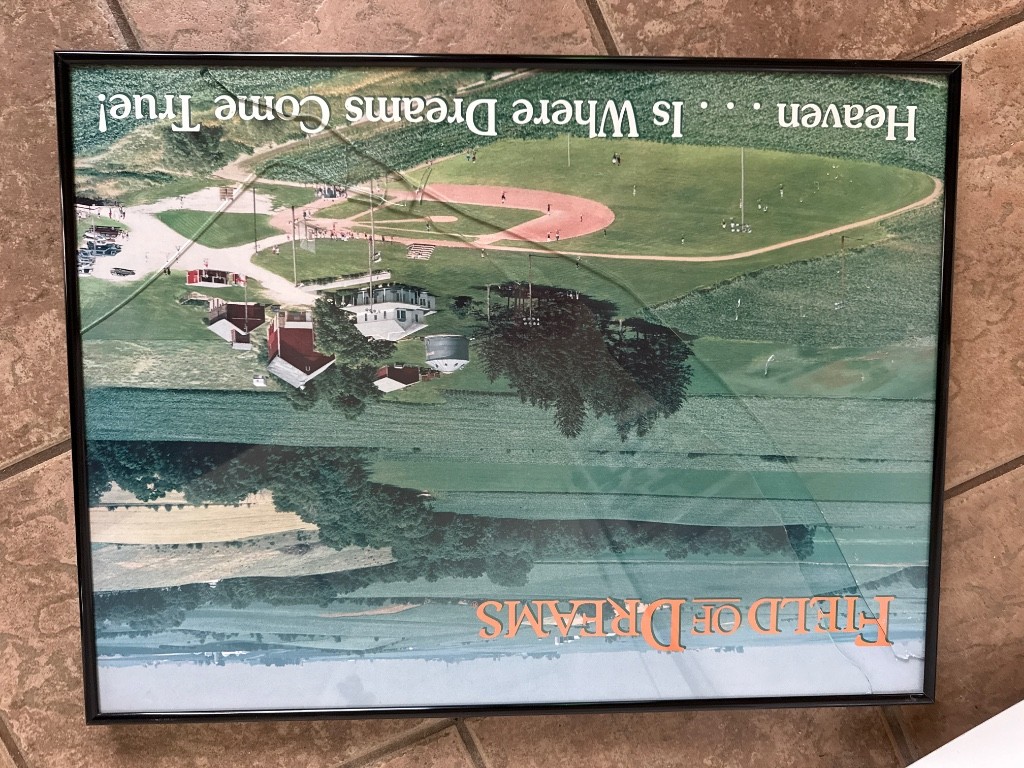 FIELD OF DREAMS
Heaven . . . Is Where Dreams Come True!